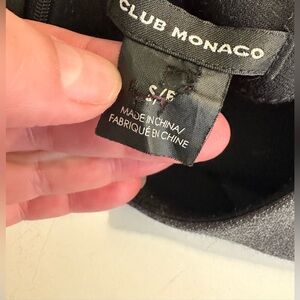 CLUB MONACO
S/P
MADE IN CHINA/
FABRIQUÉ EN CHINE